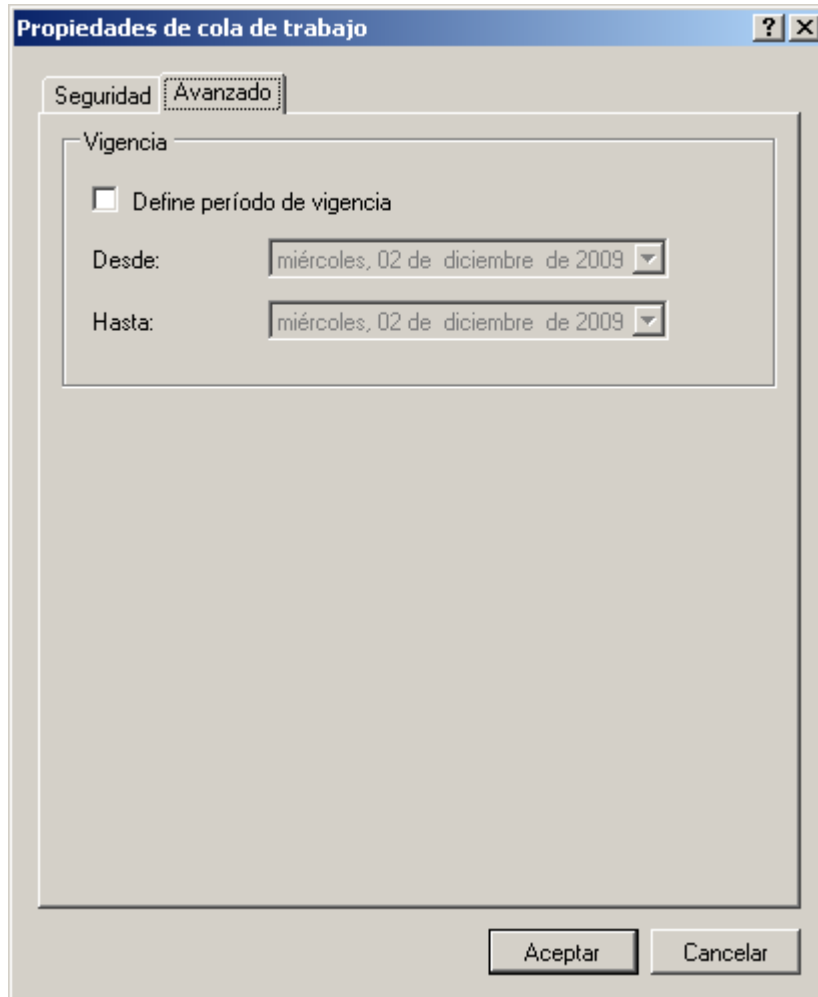 Propiedades de cola de trabajo
Seguridad Avanzado
Vigencia
Define período de vigencia
Desde: miércoles, 02 de diciembre de 2009
Hasta: miércoles, 02 de diciembre de 2009
Aceptar Cancelar